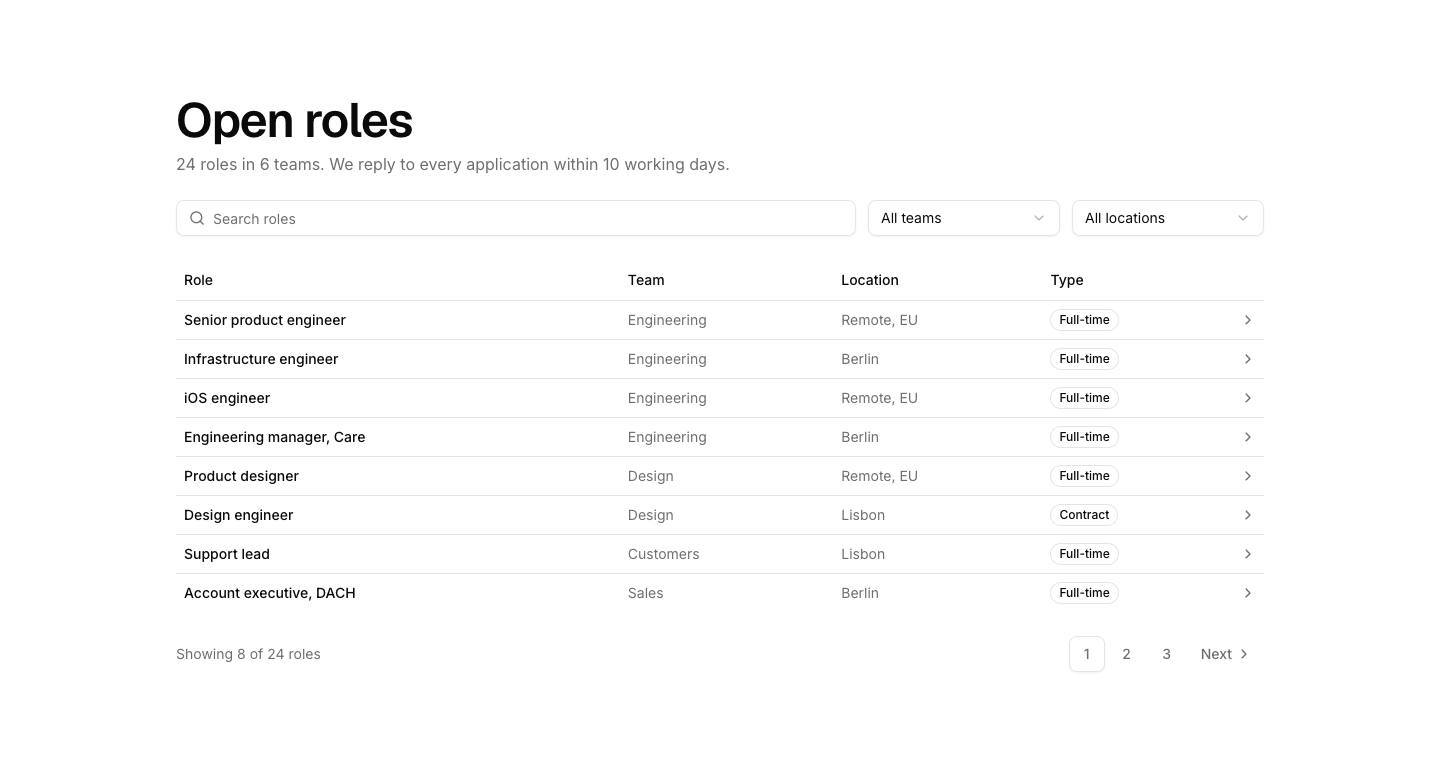 Open roles
24 roles in 6 teams. We reply to every application within 10 working days.
Search roles All teams All locations
Role Team Location Type
Senior product engineer Engineering Remote, EU Full-time
Infrastructure engineer Engineering Berlin Full-time
iOS engineer Engineering Remote, EU Full-time
Engineering manager, Care Engineering Berlin Full-time
Product designer Design Remote, EU Full-time
Design engineer Design Lisbon Contract
Support lead Customers Lisbon Full-time
Account executive, DACH Sales Berlin Full-time
Showing 8 of 24 roles 1 2 3 Next